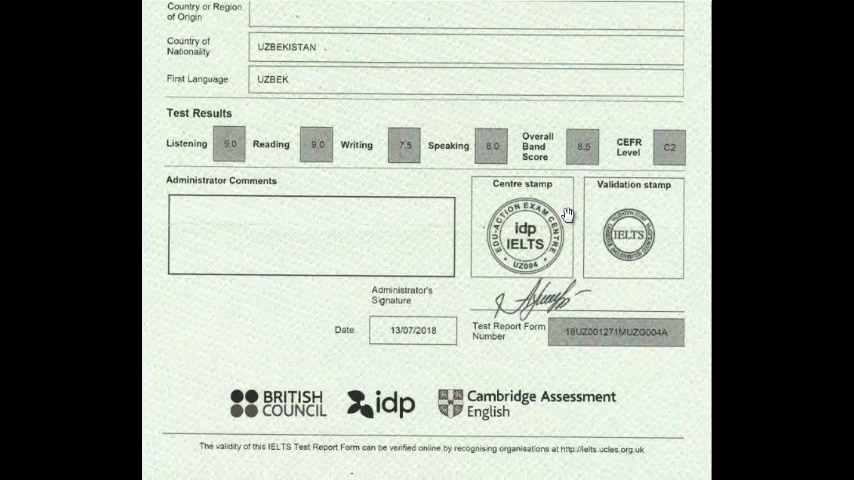 Country or Region
of Origin
Country of
Nationality
UZBEKISTAN
First Language
UZBEK
Test Results
Listening 9.0 Reading 9.0 Writing 7.5 Speaking 8.0 Overall Band Score 8.5 CEFR Level C2
Administrator Comments
Centre stamp
Validation stamp
EDU-ACTION EXAM CENTRE
idp
IELTS
UZ004
IELTS
Administrator's
Signature
Date 13/07/2018
Test Report Form
Number
18UZ001271MUZG004A
BRITISH
COUNCIL
idp
Cambridge Assessment
English
The validity of this IELTS Test Report Form can be verified online by recognising organisations at http://ielts.ucles.org.uk